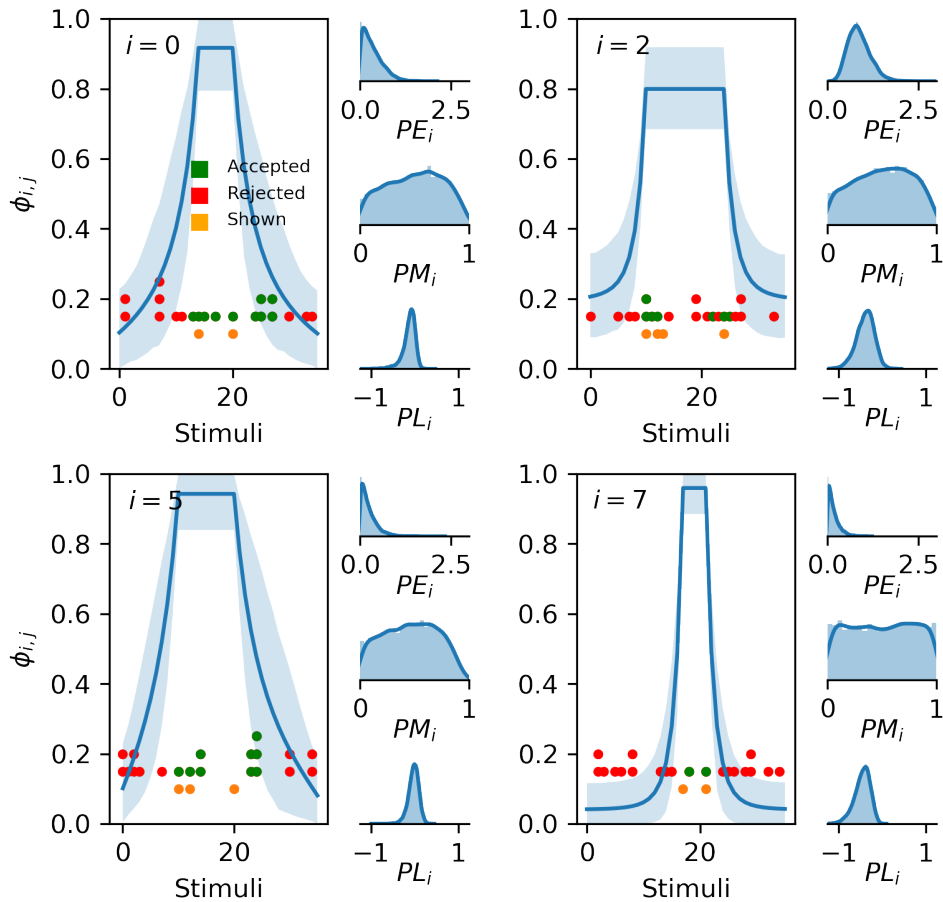 1.0
0.8
0.6
0.4
0.2
0.0
ϕi,j
i = 0
Accepted
Rejected
Shown
0 20
Stimuli
0.0 2.5
PEi
0 1
PMi
−1 1
PLi
1.0
0.8
0.6
0.4
0.2
0.0
i = 2
0 20
Stimuli
0.0 2.5
PEi
0 1
PMi
−1 1
PLi
1.0
0.8
0.6
0.4
0.2
0.0
ϕi,j
i = 5
0 20
Stimuli
0.0 2.5
PEi
0 1
PMi
−1 1
PLi
1.0
0.8
0.6
0.4
0.2
0.0
i = 7
0 20
Stimuli
0.0 2.5
PEi
0 1
PMi
−1 1
PLi